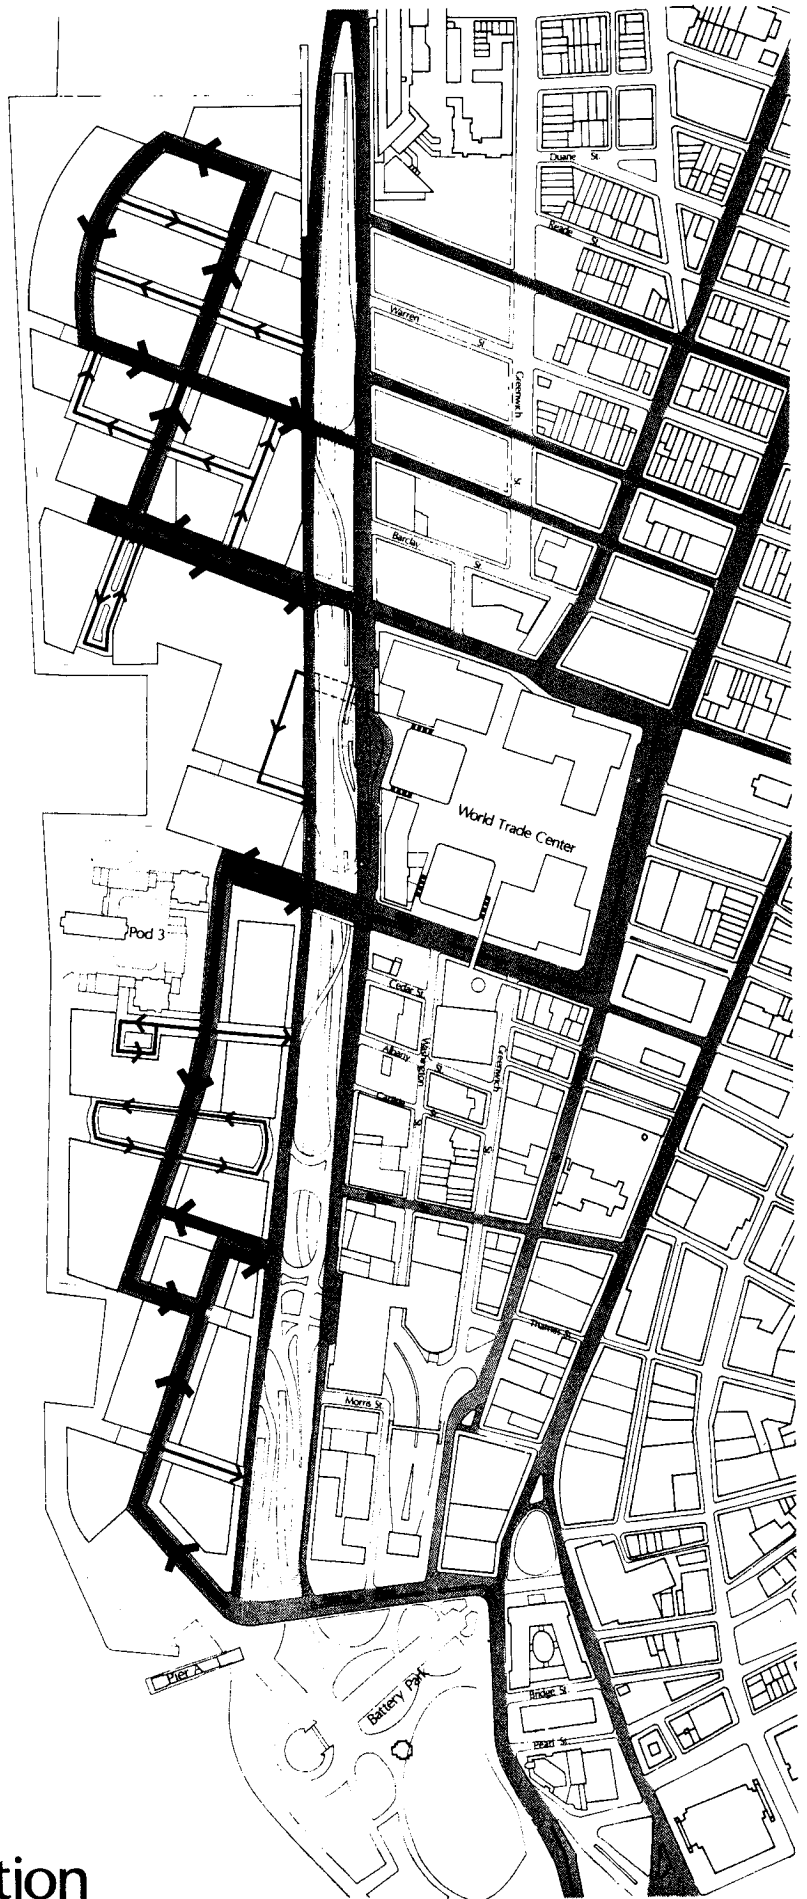 Duane St.
Reade St.
Warren St.
Greenwich St.
Barclay St.
World Trade Center
Pod 3
Cedar St.
Albany St.
Washington St.
Carlisle St.
Greenwich St.
Thames St.
Morris St.
Pier A
Battery Park
Bridge St.
Pearl St.
tion